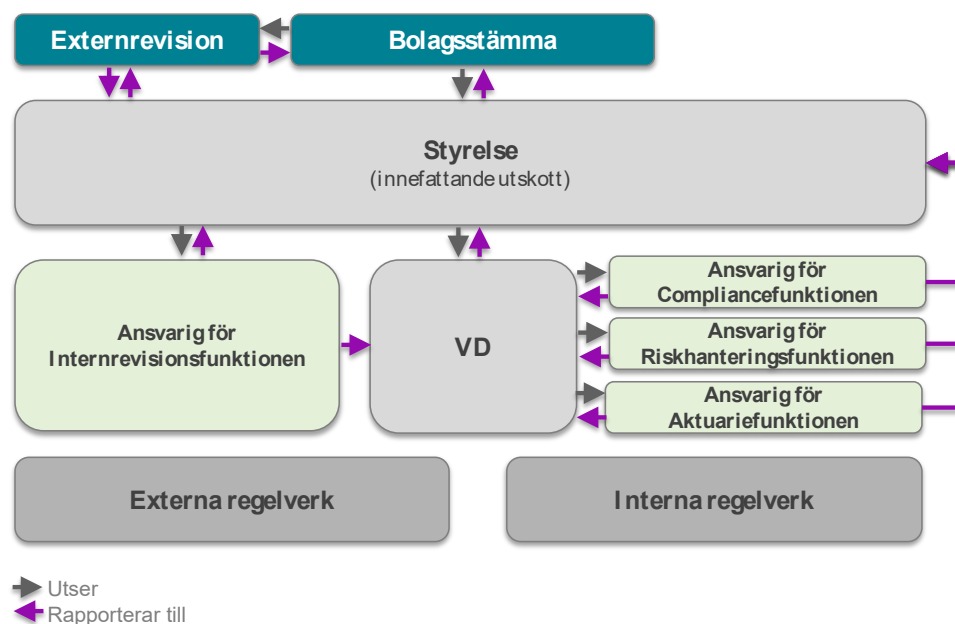 Externrevision
Bolagsstämma
Styrelse
(innefattande utskott)
Ansvarig för
Internrevisionsfunktionen
VD
Ansvarig för
Compliancefunktionen
Ansvarig för
Riskhanteringsfunktionen
Ansvarig för
Aktuariefunktionen
Externa regelverk
Interna regelverk
Utser
Rapporterar till